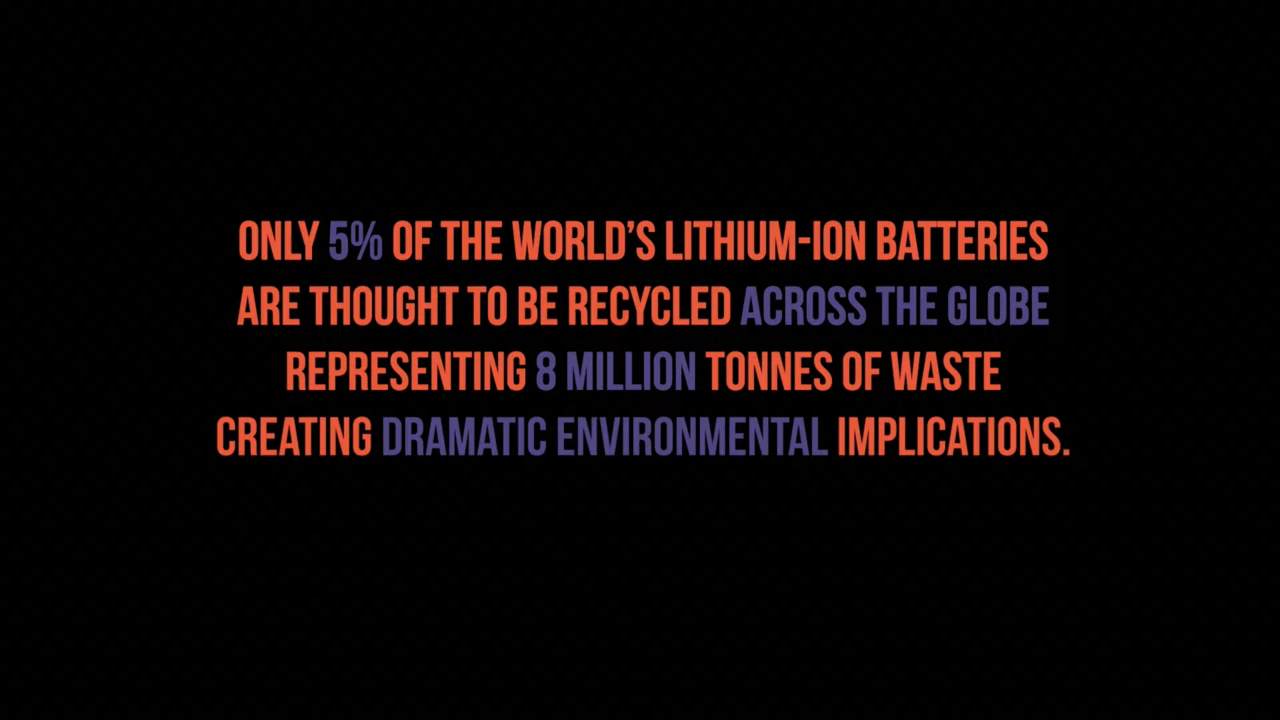 ONLY 5% OF THE WORLD’S LITHIUM-ION BATTERIES
ARE THOUGHT TO BE RECYCLED ACROSS THE GLOBE
REPRESENTING 8 MILLION TONNES OF WASTE
CREATING DRAMATIC ENVIRONMENTAL IMPLICATIONS.